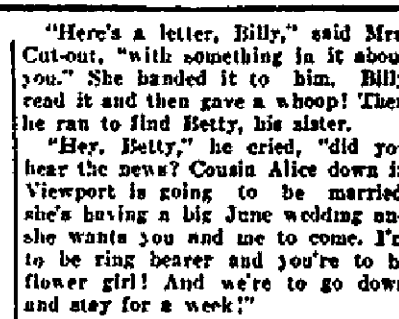 "Here's a letter, Billy," said Mrs
Cut-out, "with something in it abou
you." She handed it to him. Billy
read it and then gave a whoop! Then
he ran to find Betty, his sister.
"Hey, Betty," he cried, "did yo
hear the news? Cousin Alice down i
Viewport is going to be married
she's having a big June wedding an
she wants you and me to come. I'm
to be ring bearer and you're to b
flower girl! And we're to go down
and stay for a week!"